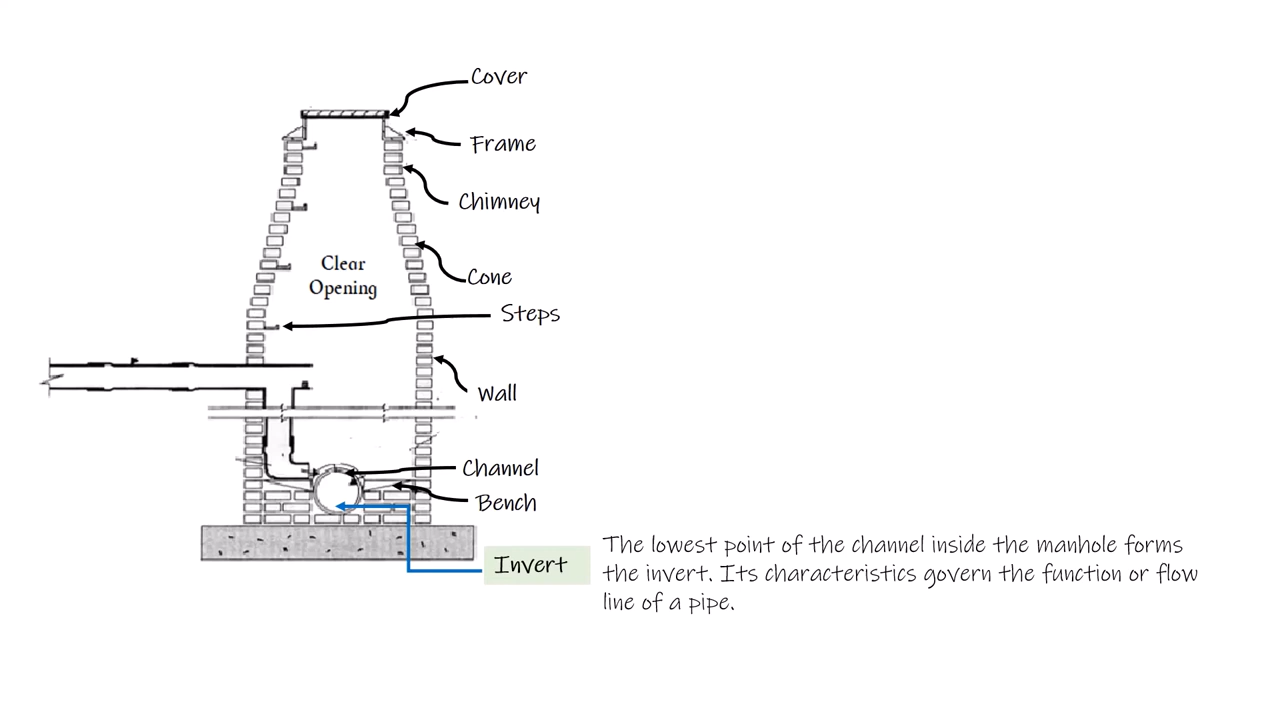 Cover
Frame
Chimney
Cone
Clear
Opening
Steps
Wall
Channel
Bench
Invert
The lowest point of the channel inside the manhole forms
the invert. Its characteristics govern the function or flow
line of a pipe.